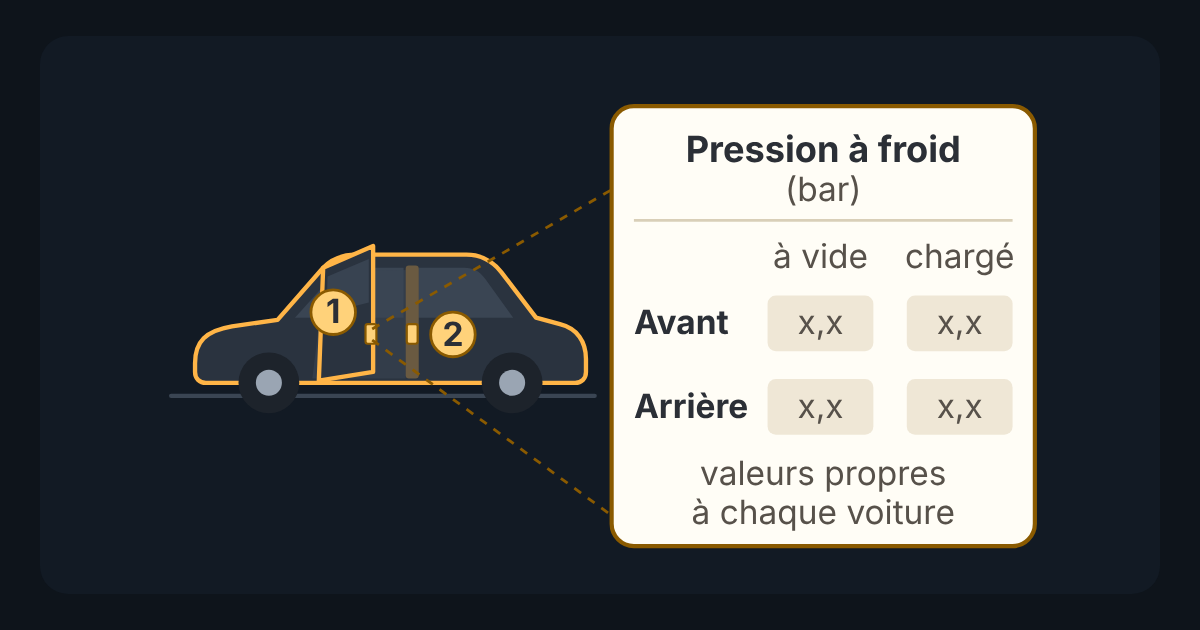 Pression à froid
(bar)
à vide chargé
Avant x,x x,x
Arrière x,x x,x
valeurs propres
à chaque voiture
1
2